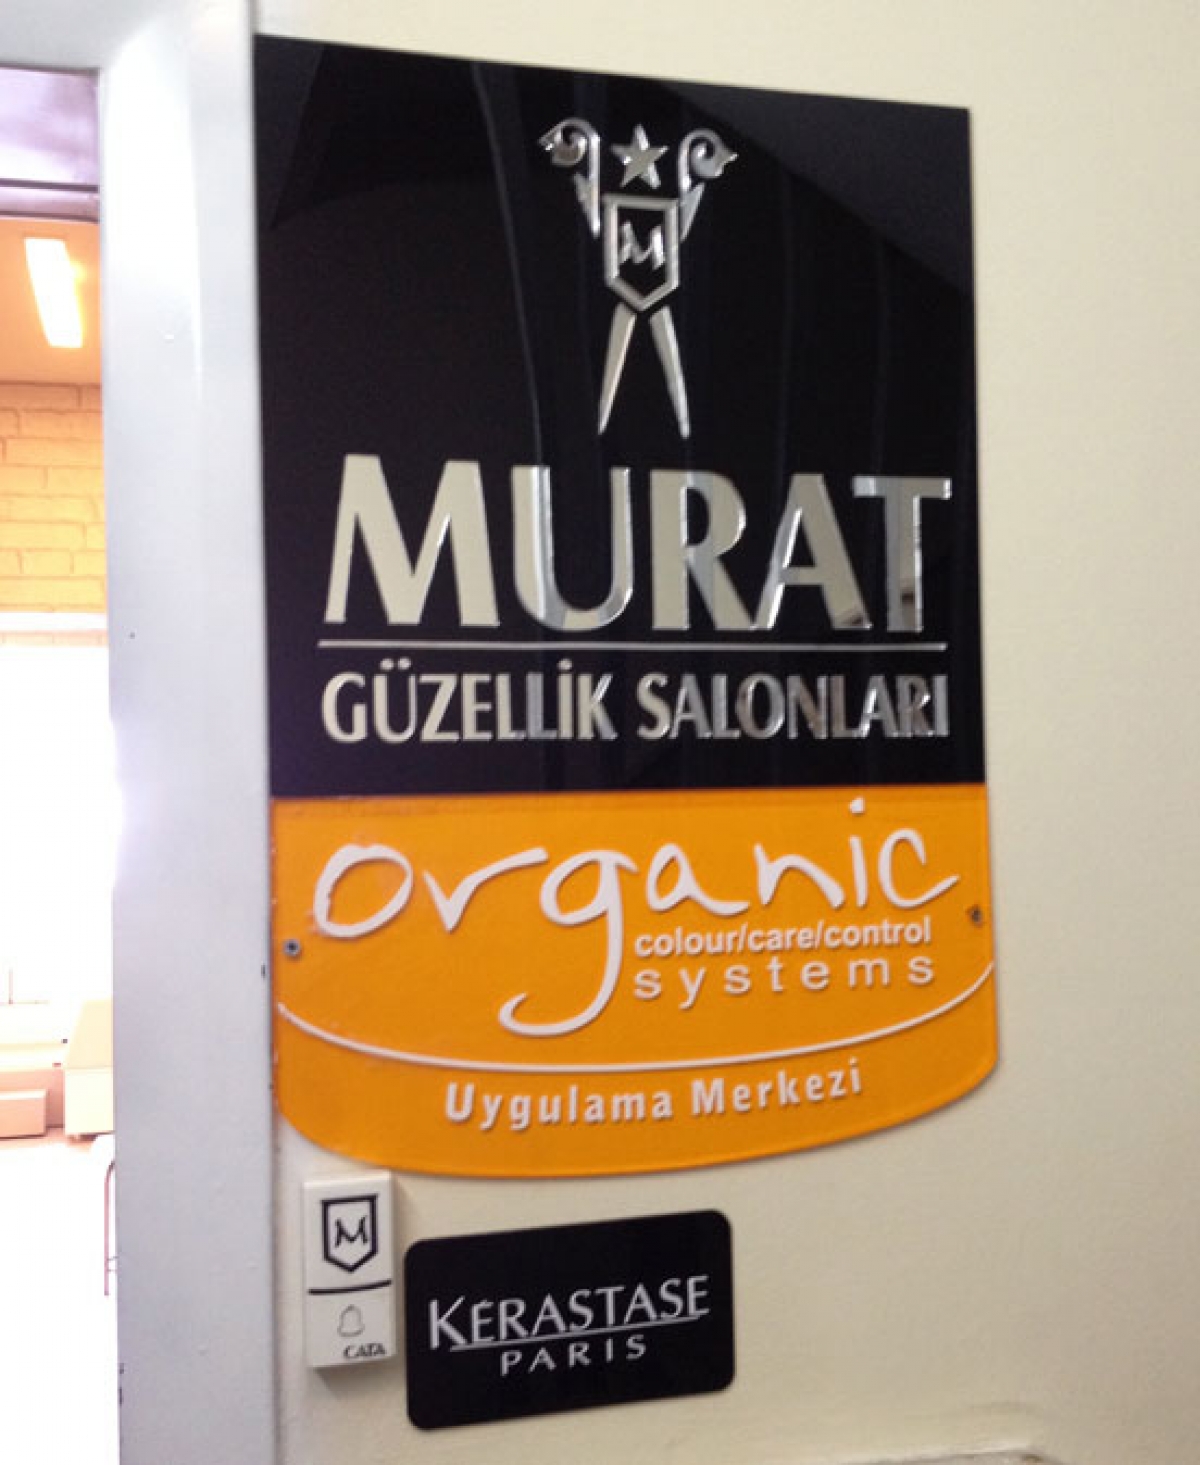 M
MURAT
GÜZELLİK SALONLARI
organic
colour/care/control
systems
Uygulama Merkezi
M
CATA
KÉRASTASE
PARIS